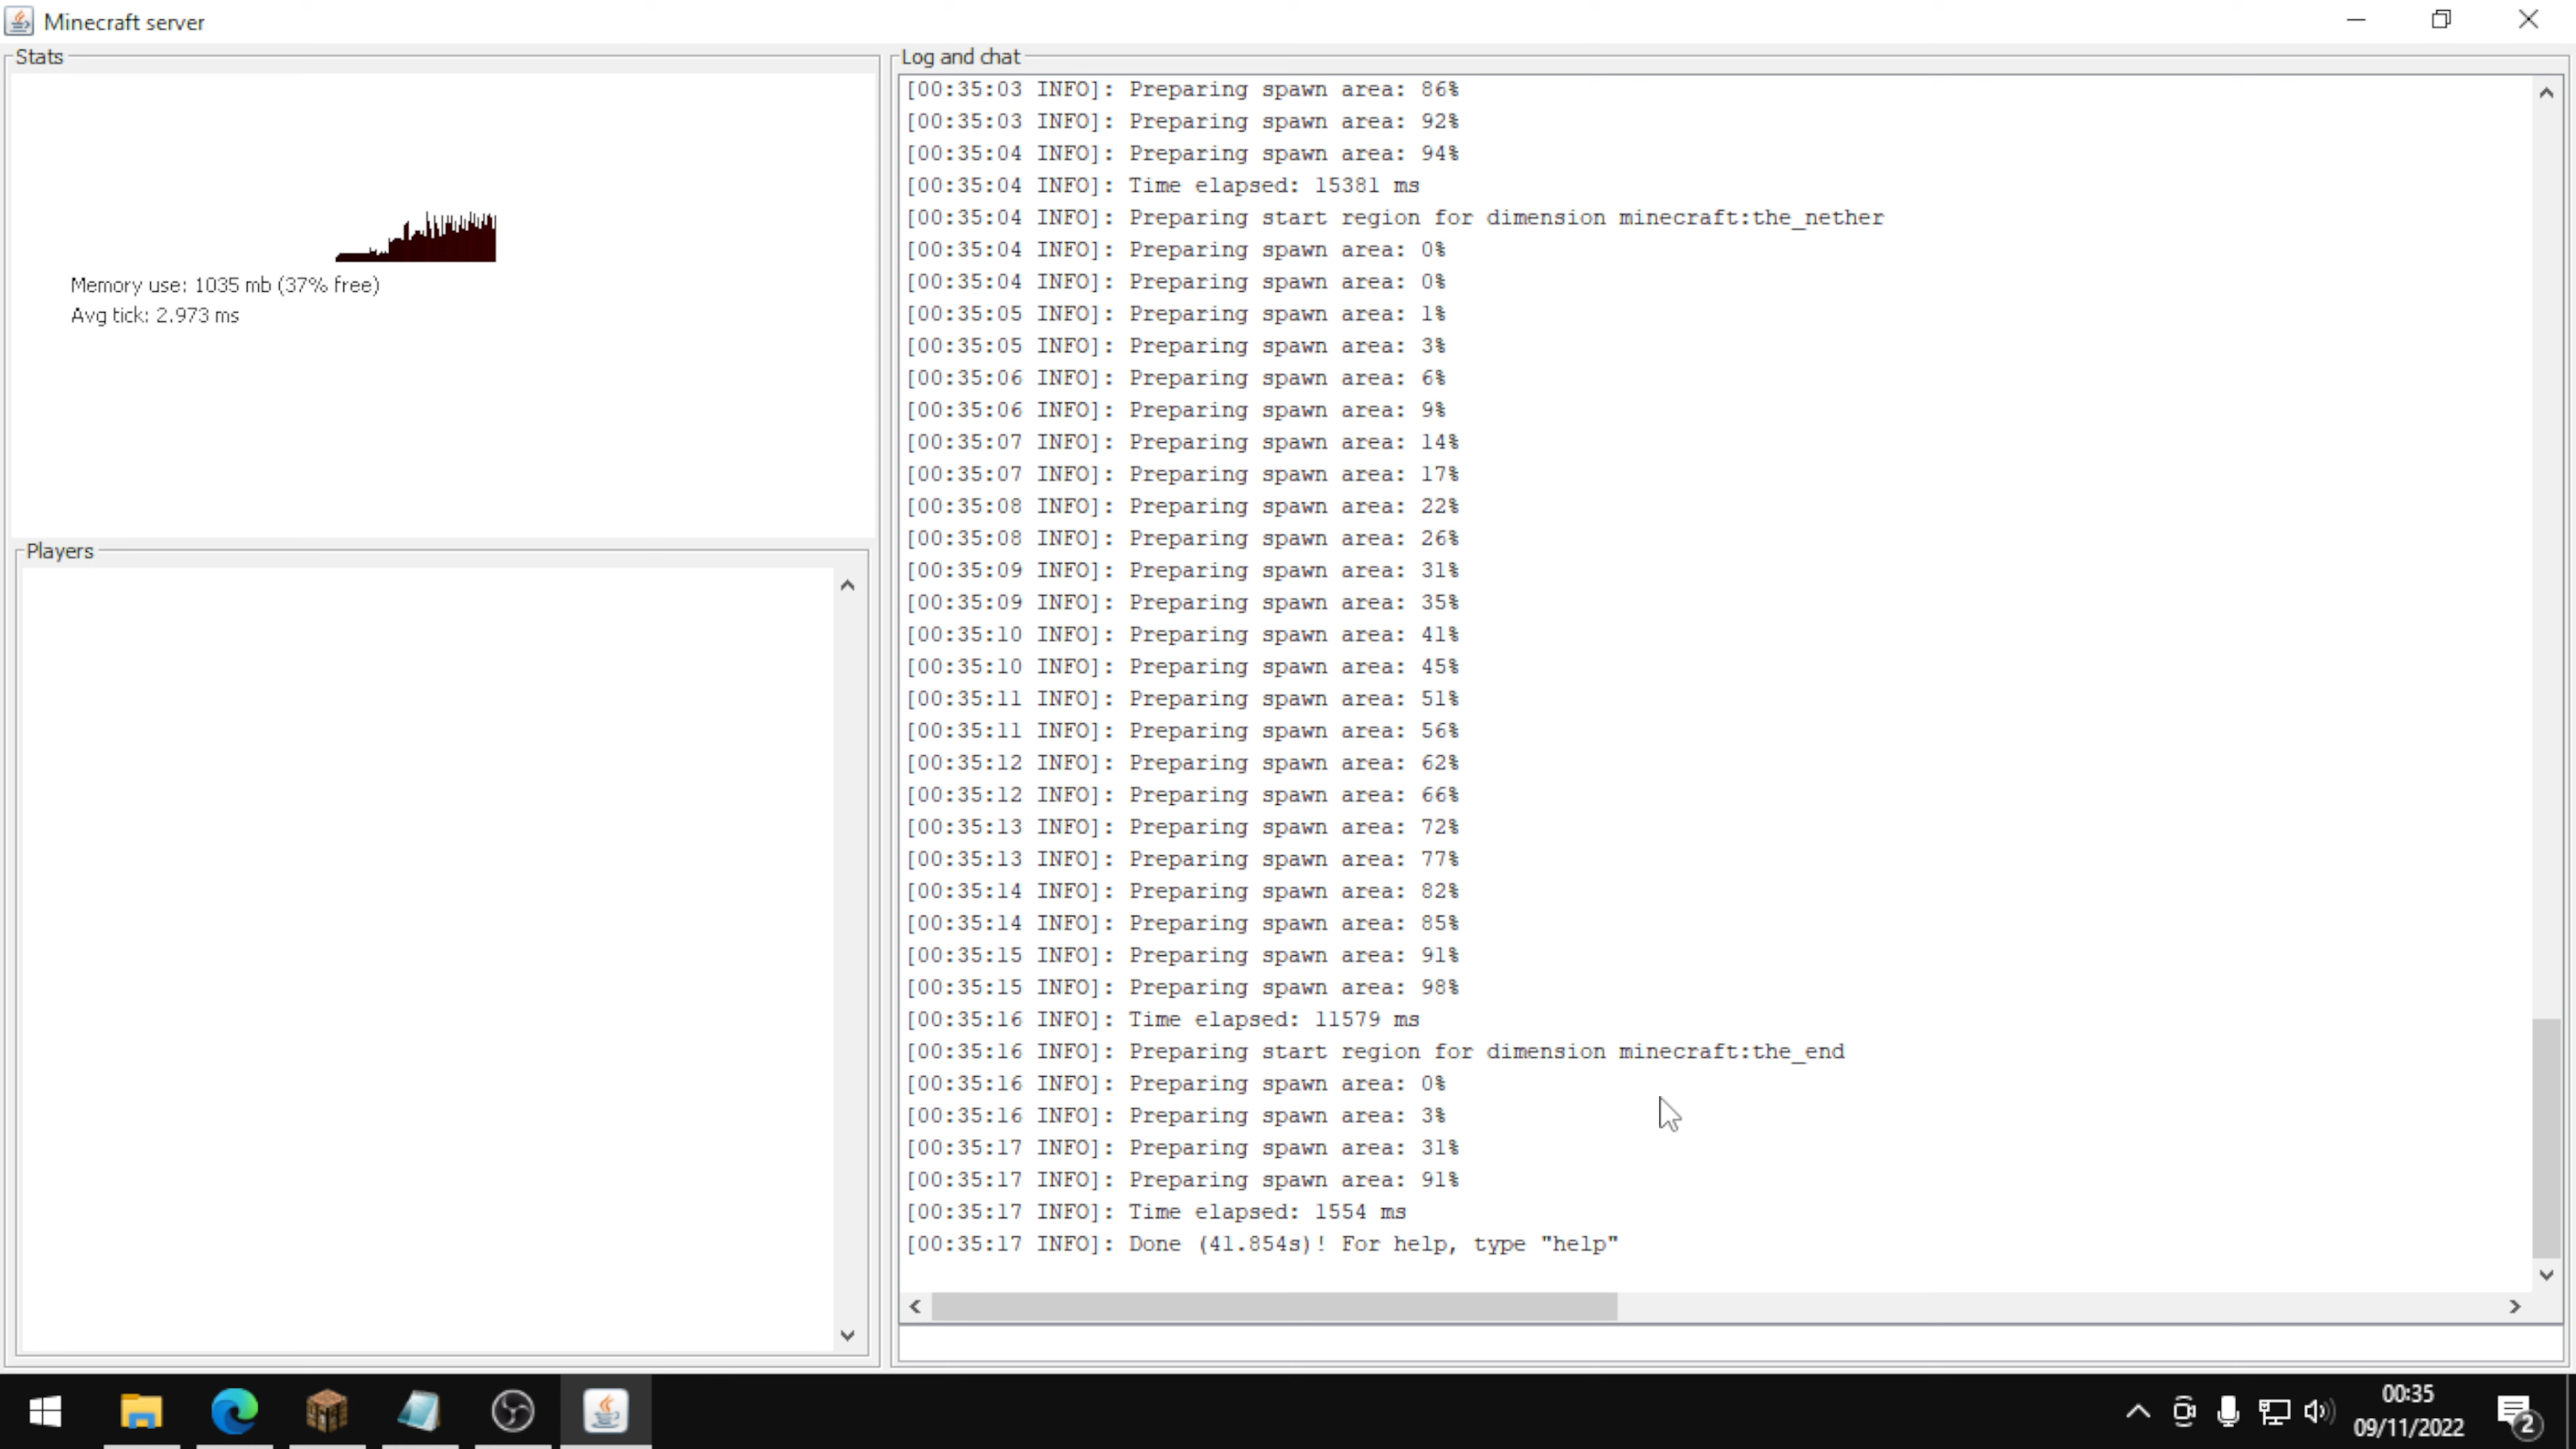 Minecraft server
Stats
Memory use: 1035 mb (37% free)
Avg tick: 2.973 ms
Players
Log and chat
[00:35:03 INFO]: Preparing spawn area: 86%
[00:35:03 INFO]: Preparing spawn area: 92%
[00:35:04 INFO]: Preparing spawn area: 94%
[00:35:04 INFO]: Time elapsed: 15381 ms
[00:35:04 INFO]: Preparing start region for dimension minecraft:the_nether
[00:35:04 INFO]: Preparing spawn area: 0%
[00:35:04 INFO]: Preparing spawn area: 0%
[00:35:05 INFO]: Preparing spawn area: 1%
[00:35:05 INFO]: Preparing spawn area: 3%
[00:35:06 INFO]: Preparing spawn area: 6%
[00:35:06 INFO]: Preparing spawn area: 9%
[00:35:07 INFO]: Preparing spawn area: 14%
[00:35:07 INFO]: Preparing spawn area: 17%
[00:35:08 INFO]: Preparing spawn area: 22%
[00:35:08 INFO]: Preparing spawn area: 26%
[00:35:09 INFO]: Preparing spawn area: 31%
[00:35:09 INFO]: Preparing spawn area: 35%
[00:35:10 INFO]: Preparing spawn area: 41%
[00:35:10 INFO]: Preparing spawn area: 45%
[00:35:11 INFO]: Preparing spawn area: 51%
[00:35:11 INFO]: Preparing spawn area: 56%
[00:35:12 INFO]: Preparing spawn area: 62%
[00:35:12 INFO]: Preparing spawn area: 66%
[00:35:13 INFO]: Preparing spawn area: 72%
[00:35:13 INFO]: Preparing spawn area: 77%
[00:35:14 INFO]: Preparing spawn area: 82%
[00:35:14 INFO]: Preparing spawn area: 85%
[00:35:15 INFO]: Preparing spawn area: 91%
[00:35:15 INFO]: Preparing spawn area: 98%
[00:35:16 INFO]: Time elapsed: 11579 ms
[00:35:16 INFO]: Preparing start region for dimension minecraft:the_end
[00:35:16 INFO]: Preparing spawn area: 0%
[00:35:16 INFO]: Preparing spawn area: 3%
[00:35:17 INFO]: Preparing spawn area: 31%
[00:35:17 INFO]: Preparing spawn area: 91%
[00:35:17 INFO]: Time elapsed: 1554 ms
[00:35:17 INFO]: Done (41.854s)! For help, type "help"
00:35
09/11/2022
2